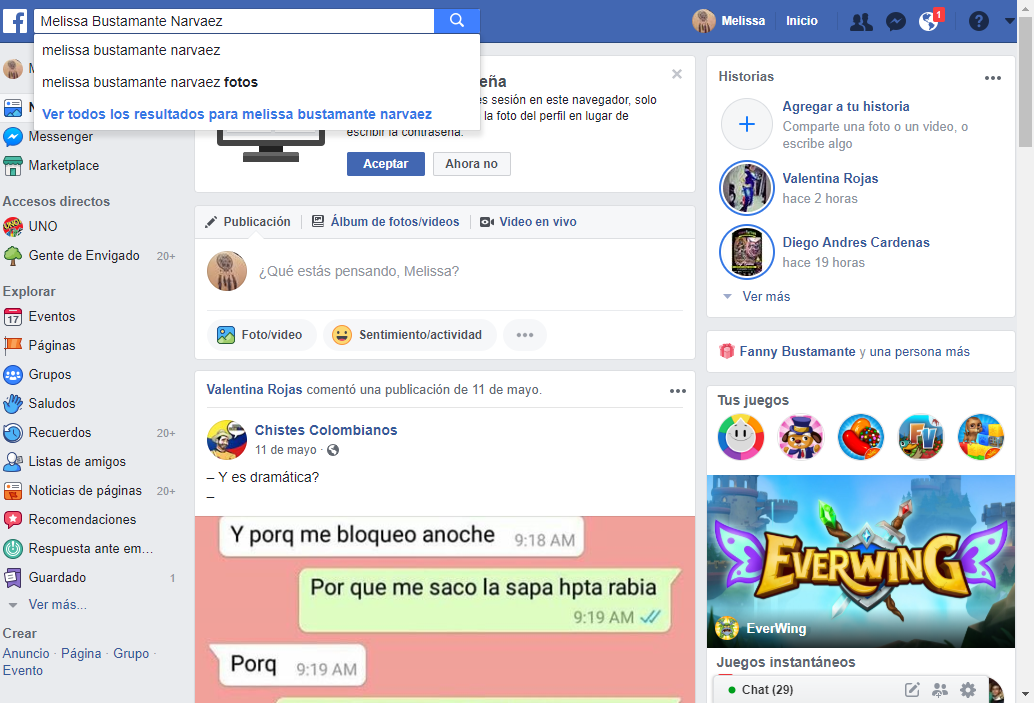 Melissa Bustamante Narvaez
Melissa
Inicio
1
melissa bustamante narvaez
melissa bustamante narvaez fotos
Ver todos los resultados para melissa bustamante narvaez
Messenger
Marketplace
Accesos directos
UNO
Gente de Envigado 20+
Explorar
17 Eventos
Páginas
Grupos
Saludos
Recuerdos 20+
Listas de amigos
Noticias de páginas 20+
Recomendaciones
Respuesta ante em...
Guardado 1
Ver más...
Crear
Anuncio · Página · Grupo ·
Evento
sesión en este navegador, solo
la foto del perfil en lugar de
escribir la contraseña.
Aceptar
Ahora no
Publicación
Álbum de fotos/videos
Video en vivo
¿Qué estás pensando, Melissa?
Foto/video
Sentimiento/actividad
Valentina Rojas comentó una publicación de 11 de mayo.
Chistes Colombianos
11 de mayo ·
– Y es dramática?
–
Y porq me bloqueo anoche 9:18 AM
Por que me saco la sapa hpta rabia
9:19 AM
Porq 9:19 AM
Historias
Agregar a tu historia
Comparte una foto o un video, o
escribe algo
Valentina Rojas
hace 2 horas
Diego Andres Cardenas
hace 19 horas
Ver más
Fanny Bustamante y una persona más
Tus juegos
FV
EVERWING
EverWing
Juegos instantáneos
Chat (29)